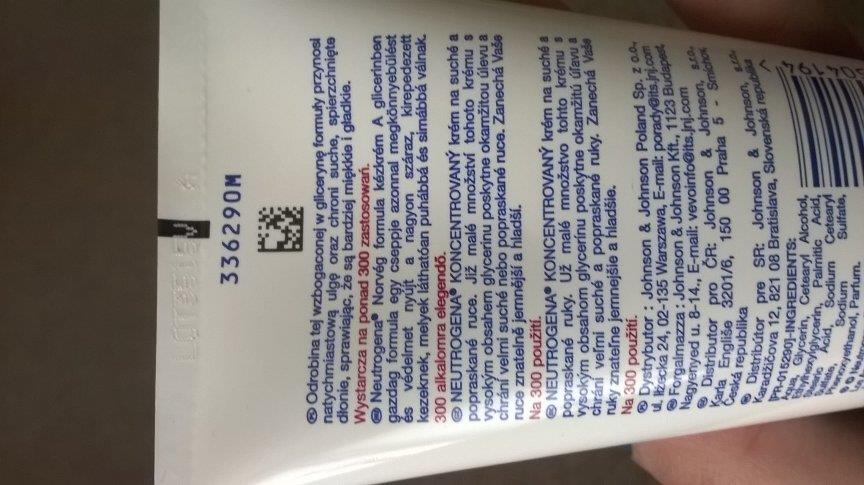 33629OM
Odrobina tej wzbogaconej w glicerynę formuły przynosi
natychmiastową ulgę oraz chroni suche, spierzchnięte
dłonie, sprawiając, że są bardziej miękkie i gładkie.
Wystarcza na ponad 300 zastosowań.
Neutrogena® Norvég formula kézkrém A glicerinben
gazdag formula egy cseppje azonnal megkönnyebülést
és védelmet nyújt a nagyon száraz, kirepedezett
kezeknek, melyek láthatóan puhábbá és simábbá válnak.
300 alkalomra elegendő.
NEUTROGENA® KONCENTROVANÝ krém na suché a
popraskané ruce. Již malé množství tohoto krému s
vysokým obsahem glycerínu poskytne okamžitou úlevu a
chrání velmi suché nebo popraskané ruce. Zanechá Vaše
ruce znatelně jemnější a hladší.
Na 300 použití.
NEUTROGENA® KONCENTROVANÝ krém na suché a
popraskané ruky. Už malé množstvo tohto krému s
vysokým obsahom glycerínu poskytne okamžitú úľavu a
chráni veľmi suché a popraskané ruky. Zanechá Vaše
ruky znateľne jemnejšie a hladšie.
Na 300 použití.
Dystrybutor : Johnson & Johnson Poland Sp. z o.o.,
ul. Iłżecka 24, 02-135 Warszawa, E-mail: porady@its.jnj.com
Forgalmazza : Johnson & Johnson Kft., 1123 Budapest,
Nagyenyed u. 8-14., E-mail: vevoinfo@its.jnj.com
Distributor pro ČR: Johnson & Johnson, s.r.o.,
Karla Engliše 3201/6, 150 00 Praha 5 - Smíchov,
Česká republika
Distribútor pre SR: Johnson & Johnson, s.r.o.,
Karadžičova 12, 821 08 Bratislava, Slovenská republika
INGREDIENTS:
Aqua, Glycerin, Cetearyl Alcohol,
Palmitic Acid,
Sodium Cetearyl
Sodium Sulfate,
Parfum.
04194